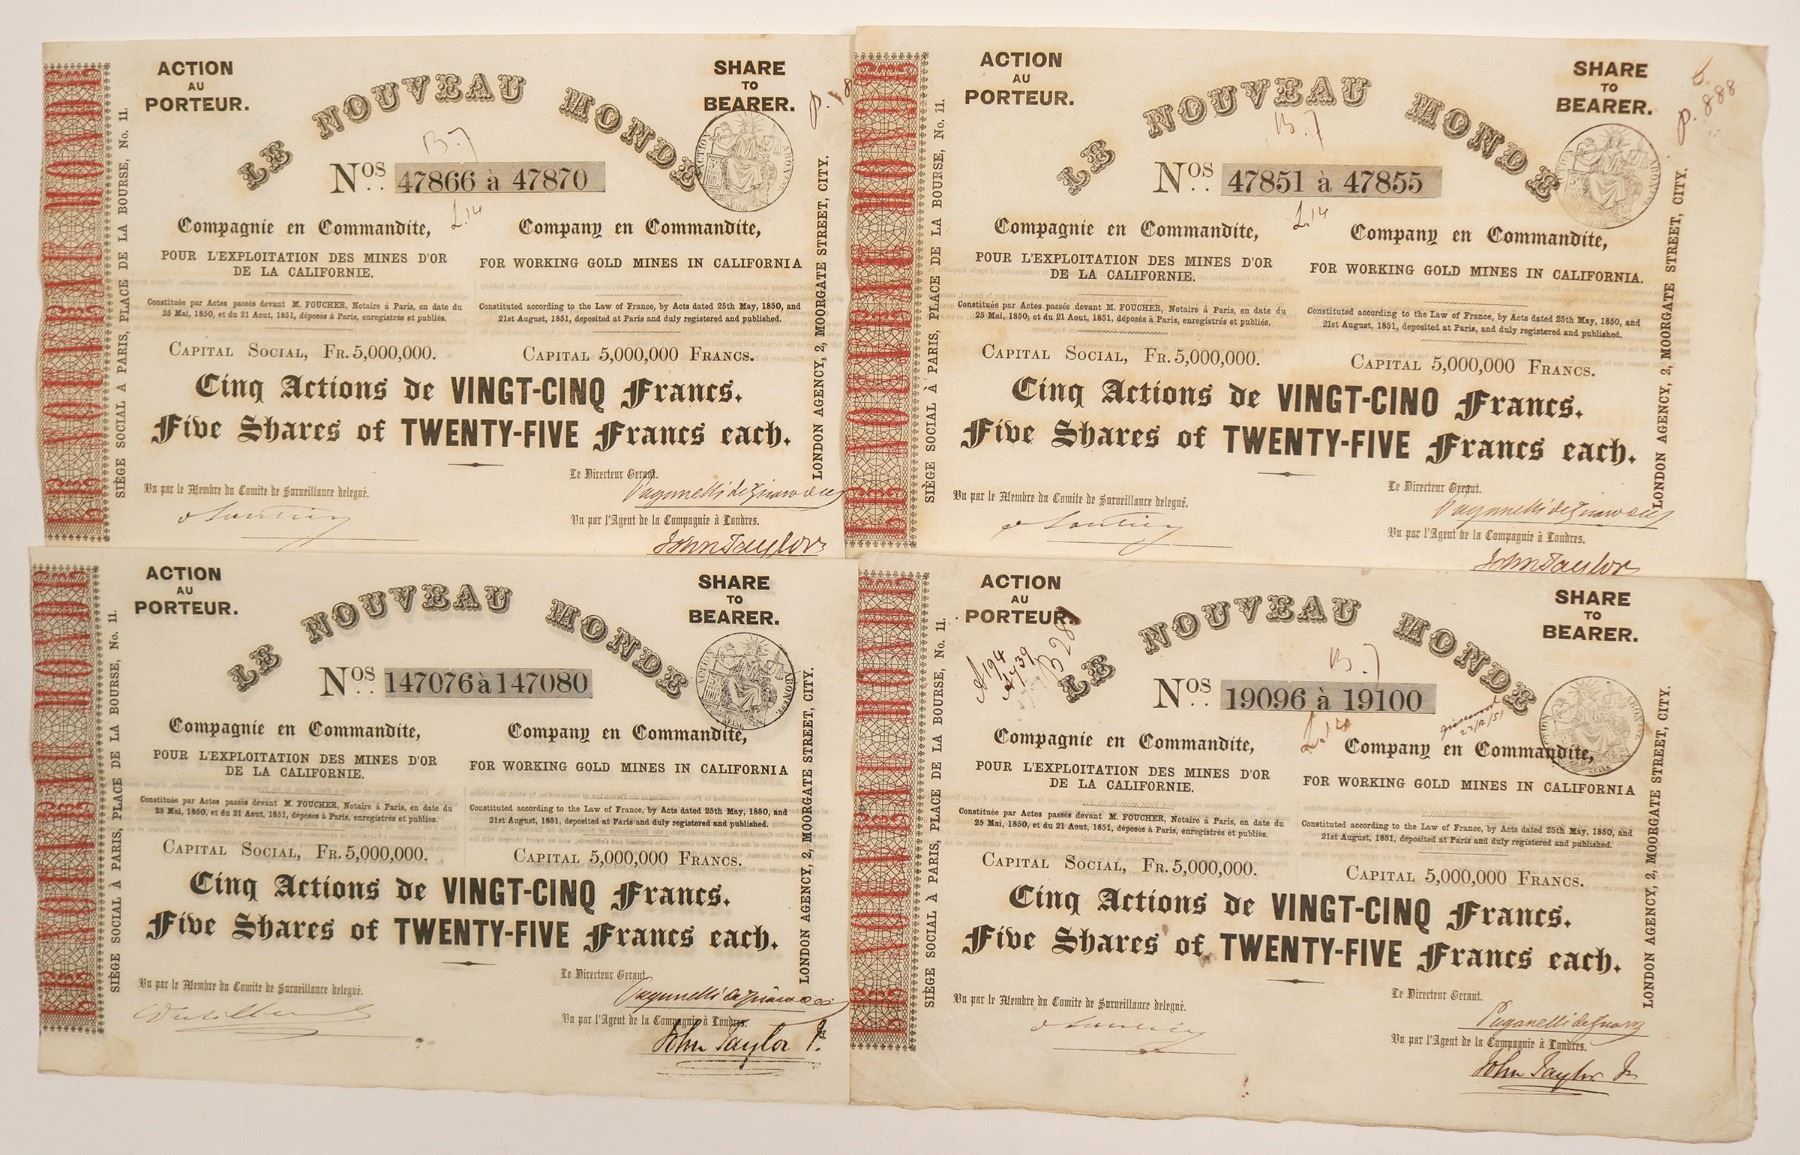 ACTION
AU
PORTEUR.
LE NOUVEAU MONDE
SHARE
TO
BEARER.
B.7
Nos 47866 à 47870
L.14
Compagnie en Commandite,
POUR L'EXPLOITATION DES MINES D'OR
DE LA CALIFORNIE.
Constituée par Actes passés devant M. FOUCHER, Notaire à Paris, en date du
25 Mai, 1850, et du 21 Aout, 1851, déposés à Paris, enregistrés et publiés.
CAPITAL SOCIAL, FR. 5,000,000.
Company en Commandite,
FOR WORKING GOLD MINES IN CALIFORNIA
Constituted according to the Law of France, by Acts dated 25th May, 1850, and
21st August, 1851, deposited at Paris and duly registered and published.
CAPITAL 5,000,000 FRANCS.
Cinq Actions de VINGT-CINQ Francs.
Five Shares of TWENTY-FIVE Francs each.
Vu par le Membre du Comite de Surveillance delegué.
Le Directeur Gerant.
Vu par l'Agent de la Compagnie à Londres.
John Taylor
SIÈGE SOCIAL À PARIS, PLACE DE LA BOURSE, No. 11.
LONDON AGENCY, 2, MOORGATE STREET, CITY.
ACTION
AU
PORTEUR.
LE NOUVEAU MONDE
SHARE
TO
BEARER.
p. 888
B.7
Nos 47851 à 47855
L.14
Compagnie en Commandite,
POUR L'EXPLOITATION DES MINES D'OR
DE LA CALIFORNIE.
Constituée par Actes passés devant M. FOUCHER, Notaire à Paris, en date du
25 Mai, 1850, et du 21 Aout, 1851, déposés à Paris, enregistrés et publiés.
CAPITAL SOCIAL, FR. 5,000,000.
Company en Commandite,
FOR WORKING GOLD MINES IN CALIFORNIA.
Constituted according to the Law of France, by Acts dated 25th May, 1850, and
21st August, 1851, deposited at Paris, and duly registered and published.
CAPITAL 5,000,000 FRANCS.
Cinq Actions de VINGT-CINQ Francs.
Five Shares of TWENTY-FIVE Francs each.
Vu par le Membre du Comite de Surveillance delegué.
Le Directeur Gerant.
Vu par l'Agent de la Compagnie à Londres.
John Taylor
SIÈGE SOCIAL À PARIS, PLACE DE LA BOURSE, No. 11.
LONDON AGENCY, 2, MOORGATE STREET, CITY.
ACTION
AU
PORTEUR.
LE NOUVEAU MONDE
SHARE
TO
BEARER.
Nos 147076 à 147080
Compagnie en Commandite,
POUR L'EXPLOITATION DES MINES D'OR
DE LA CALIFORNIE.
Constituée par Actes passés devant M. FOUCHER, Notaire à Paris, en date du
25 Mai, 1850, et du 21 Aout, 1851, déposés à Paris, enregistrés et publiés.
CAPITAL SOCIAL, FR. 5,000,000.
Company en Commandite,
FOR WORKING GOLD MINES IN CALIFORNIA
Constituted according to the Law of France, by Acts dated 25th May, 1850, and
21st August, 1851, deposited at Paris and duly registered and published.
CAPITAL 5,000,000 FRANCS.
Cinq Actions de VINGT-CINQ Francs.
Five Shares of TWENTY-FIVE Francs each.
Vu par le Membre du Comite de Surveillance delegué.
Le Directeur Gerant.
Vu par l'Agent de la Compagnie à Londres.
John Taylor
SIÈGE SOCIAL À PARIS, PLACE DE LA BOURSE, No. 11.
LONDON AGENCY, 2, MOORGATE STREET, CITY.
ACTION
AU
PORTEUR.
LE NOUVEAU MONDE
SHARE
TO
BEARER.
B.7
Nos 19096 à 19100
Compagnie en Commandite,
POUR L'EXPLOITATION DES MINES D'OR
DE LA CALIFORNIE.
Constituée par Actes passés devant M. FOUCHER, Notaire à Paris, en date du
25 Mai, 1850, et du 21 Aout, 1851, déposés à Paris, enregistrés et publiés.
CAPITAL SOCIAL, FR. 5,000,000.
Company en Commandite,
FOR WORKING GOLD MINES IN CALIFORNIA
Constituted according to the Law of France, by Acts dated 25th May, 1850, and
21st August, 1851, deposited at Paris and duly registered and published.
CAPITAL 5,000,000 FRANCS.
Cinq Actions de VINGT-CINQ Francs.
Five Shares of TWENTY-FIVE Francs each.
Vu par le Membre du Comite de Surveillance delegué.
Le Directeur Gerant.
Vu par l'Agent de la Compagnie à Londres.
John Taylor Jr
SIÈGE SOCIAL À PARIS, PLACE DE LA BOURSE, No. 11.
LONDON AGENCY, 2, MOORGATE STREET, CITY.